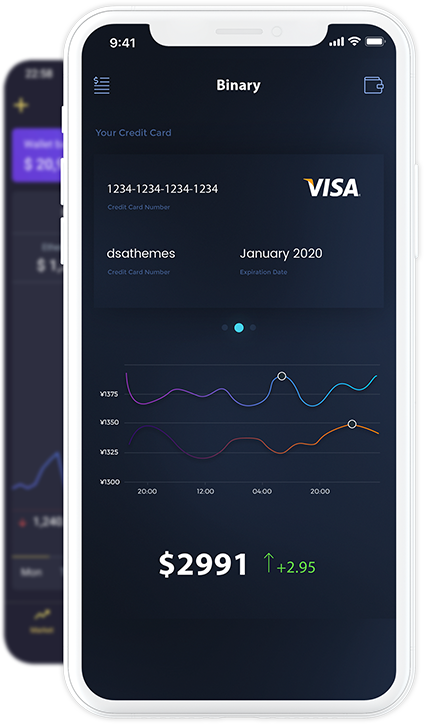 9:41
Binary
Your Credit Card
1234-1234-1234-1234
VISA
Credit Card Number
dsathemes
January 2020
Credit Card Number
Expiration Date
¥1375
¥1350
¥1325
¥1300
20:00
12:00
04:00
20:00
$2991
+2.95
22:58
1,240
Mon
Wallet